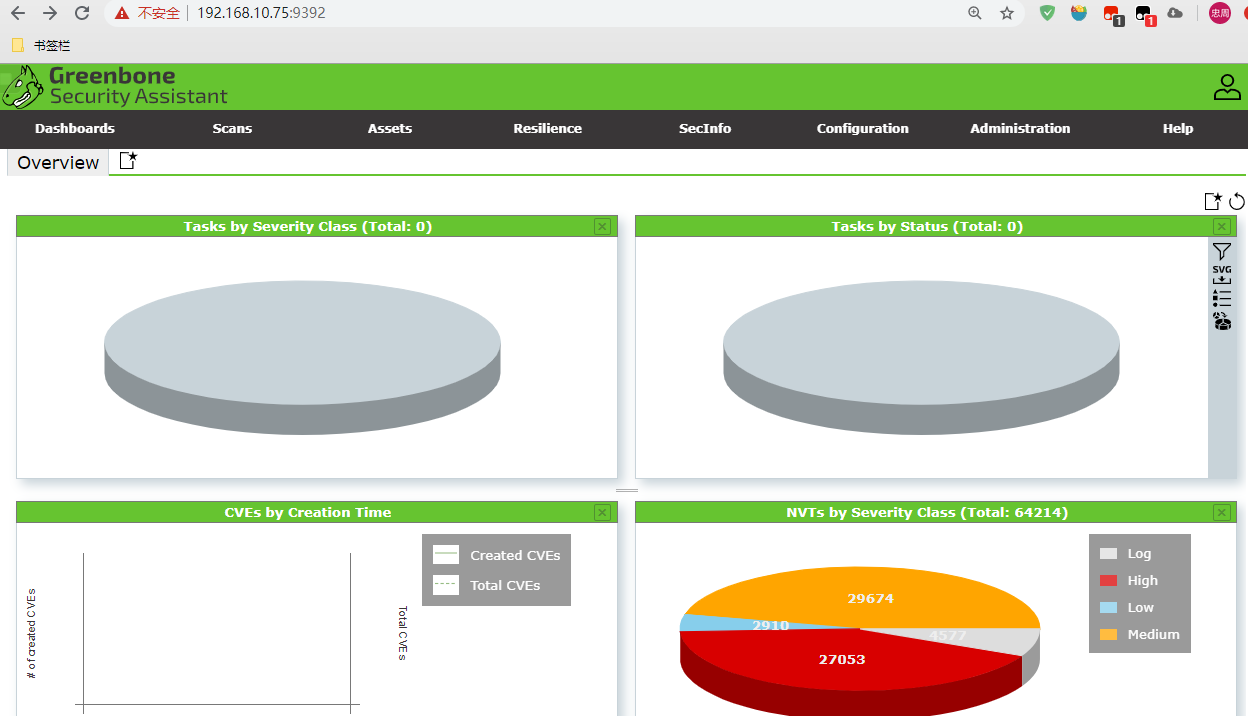 不安全 192.168.10.75:9392
1
1
忠周
书签栏
Greenbone
Security Assistant
Dashboards Scans Assets Resilience SecInfo Configuration Administration Help
Overview
Tasks by Severity Class (Total: 0)
Tasks by Status (Total: 0)
SVG
CVEs by Creation Time
Created CVEs
Total CVEs
# of created CVEs
Total CVEs
NVTs by Severity Class (Total: 64214)
Log
High
Low
Medium
29674
2910
4577
27053